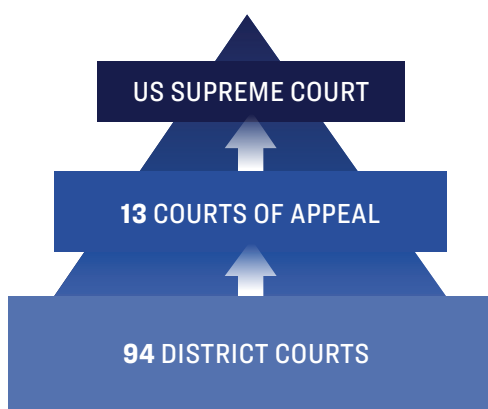 US SUPREME COURT
13 COURTS OF APPEAL
94 DISTRICT COURTS